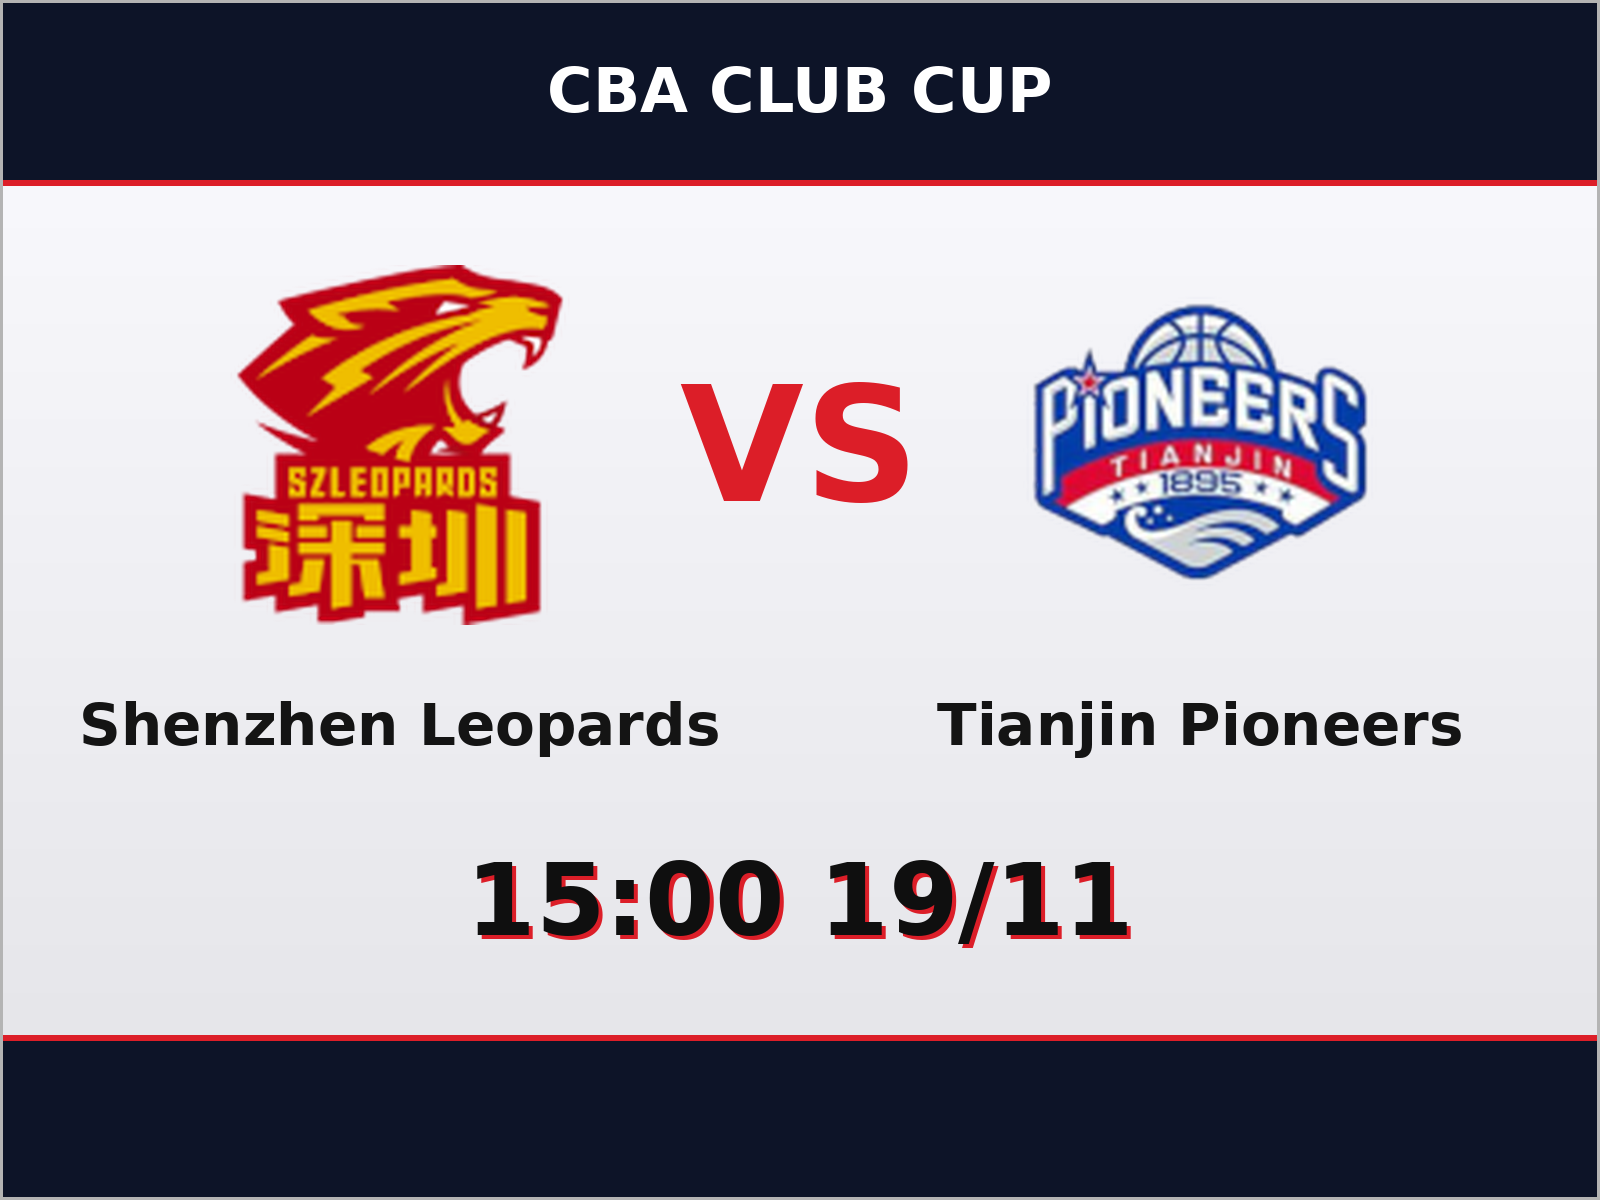 CBA CLUB CUP
SZLEOPARDS
深圳
VS
PIONEERS
TIANJIN
1895
Shenzhen Leopards
Tianjin Pioneers
15:00 19/11